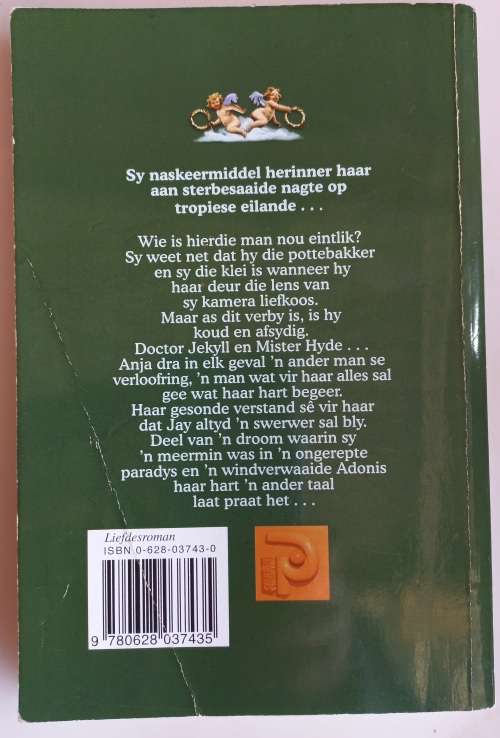 Sy naskeermiddel herinner haar
aan sterbesaaide nagte op
tropiese eilande . . .
Wie is hierdie man nou eintlik?
Sy weet net dat hy die pottebakker
en sy die klei is wanneer hy
haar deur die lens van
sy kamera liefkoos.
Maar as dit verby is, is hy
koud en afsydig.
Doctor Jekyll en Mister Hyde . . .
Anja dra in elk geval 'n ander man se
verloofring, 'n man wat vir haar alles sal
gee wat haar hart begeer.
Haar gesonde verstand sê vir haar
dat Jay altyd 'n swerwer sal bly.
Deel van 'n droom waarin sy
'n meermin was in 'n ongerepte
paradys en 'n windverwaaide Adonis
haar hart 'n ander taal
laat praat het . . .
Liefdesroman
ISBN 0-628-03743-0
9 780628 037435